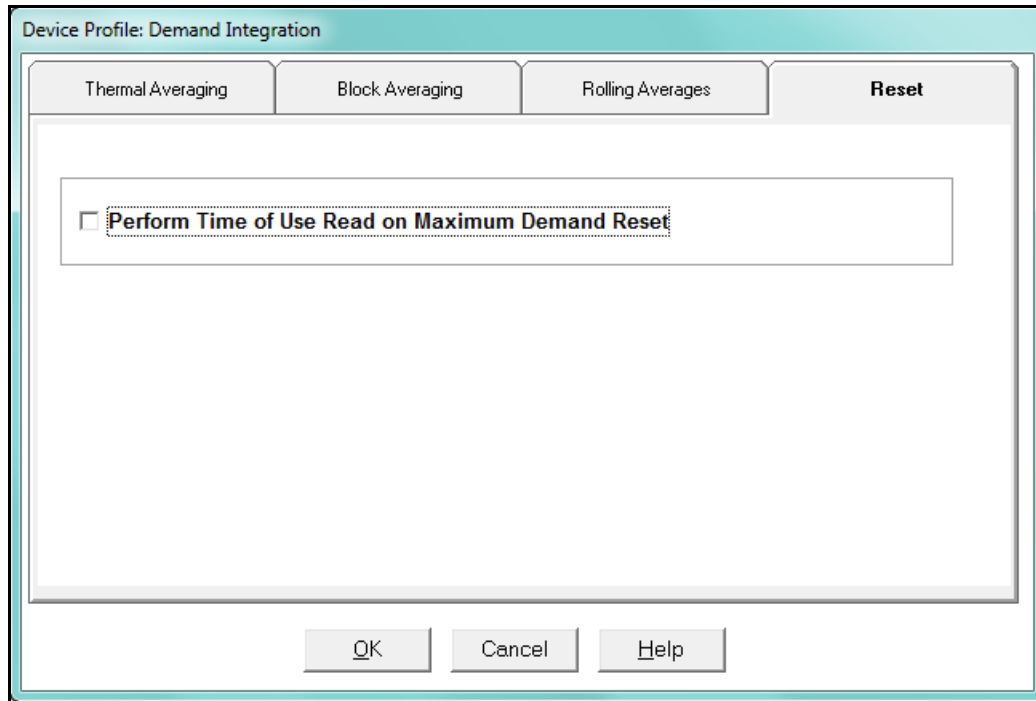 Device Profile: Demand Integration
Thermal Averaging
Block Averaging
Rolling Averages
Reset
Perform Time of Use Read on Maximum Demand Reset
OK
Cancel
Help